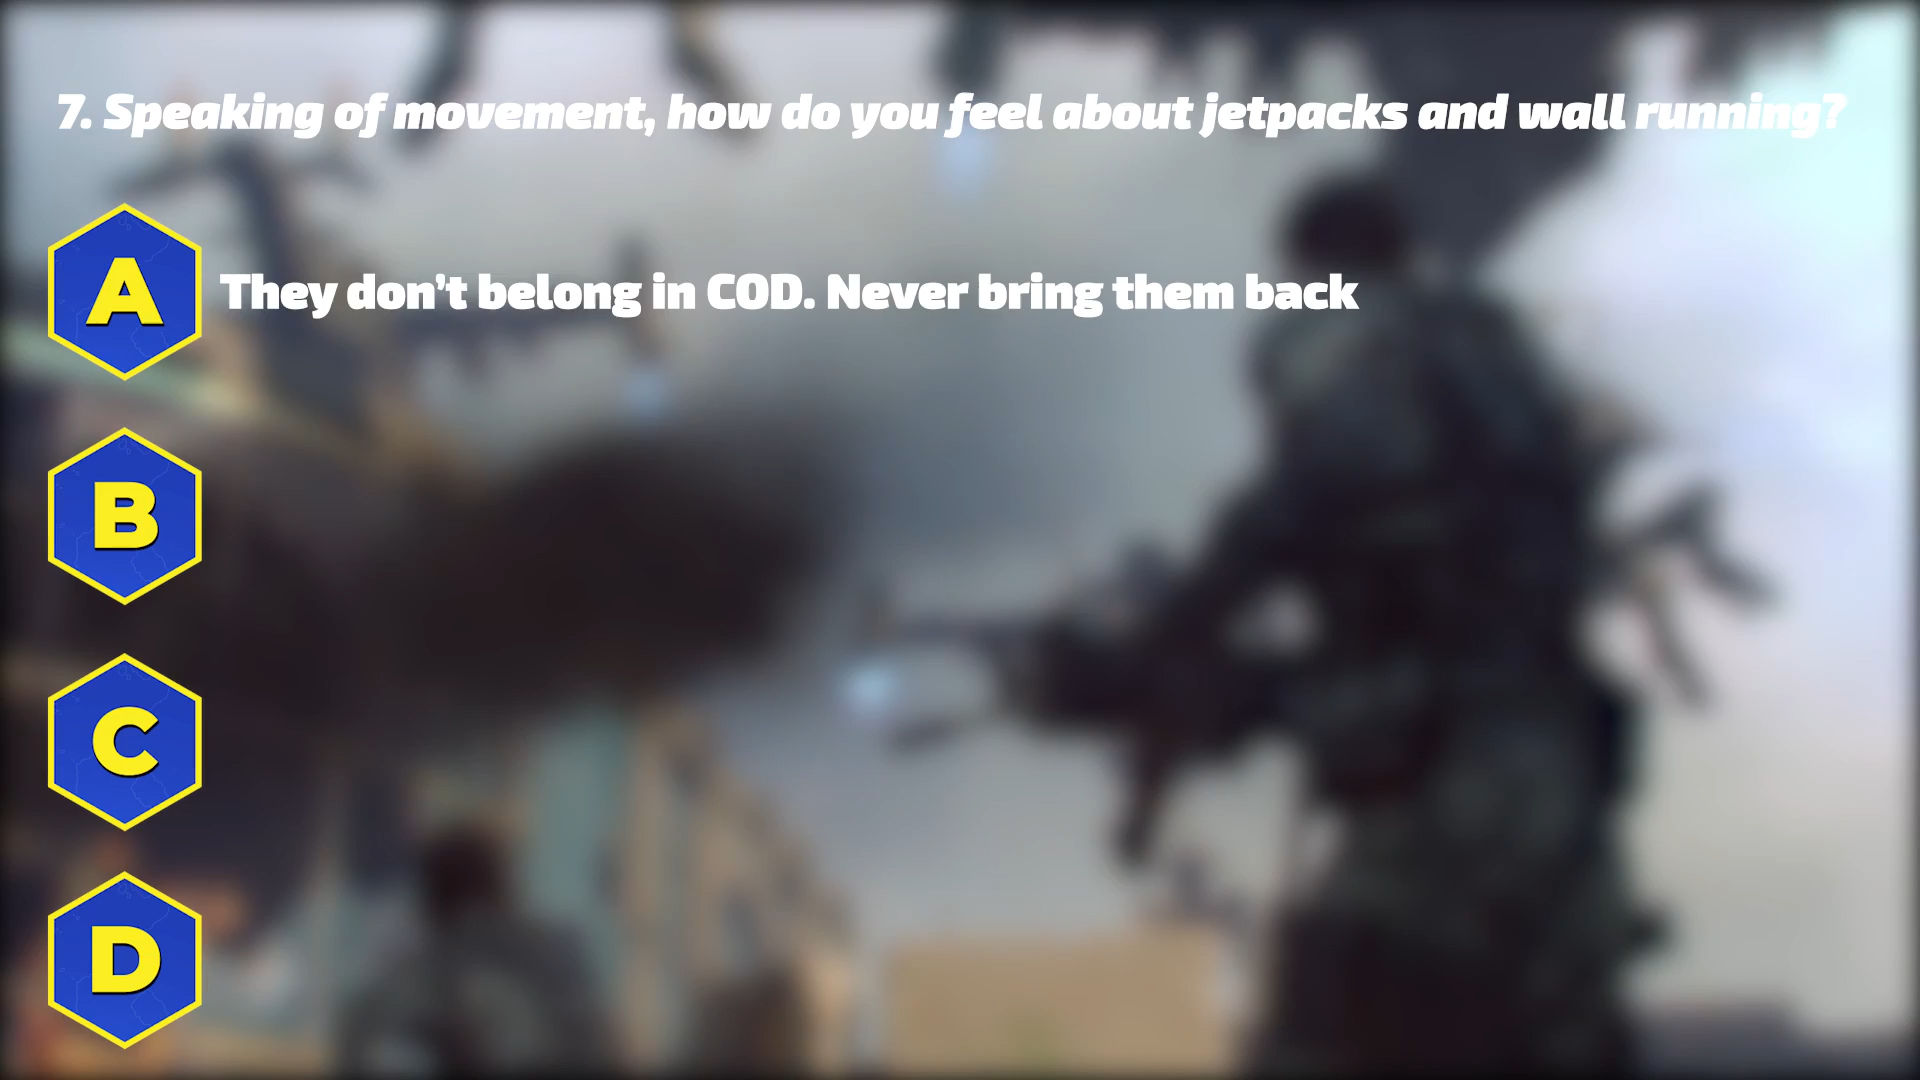 7. Speaking of movement, how do you feel about jetpacks and wall running?
A
They don't belong in COD. Never bring them back
B
C
D